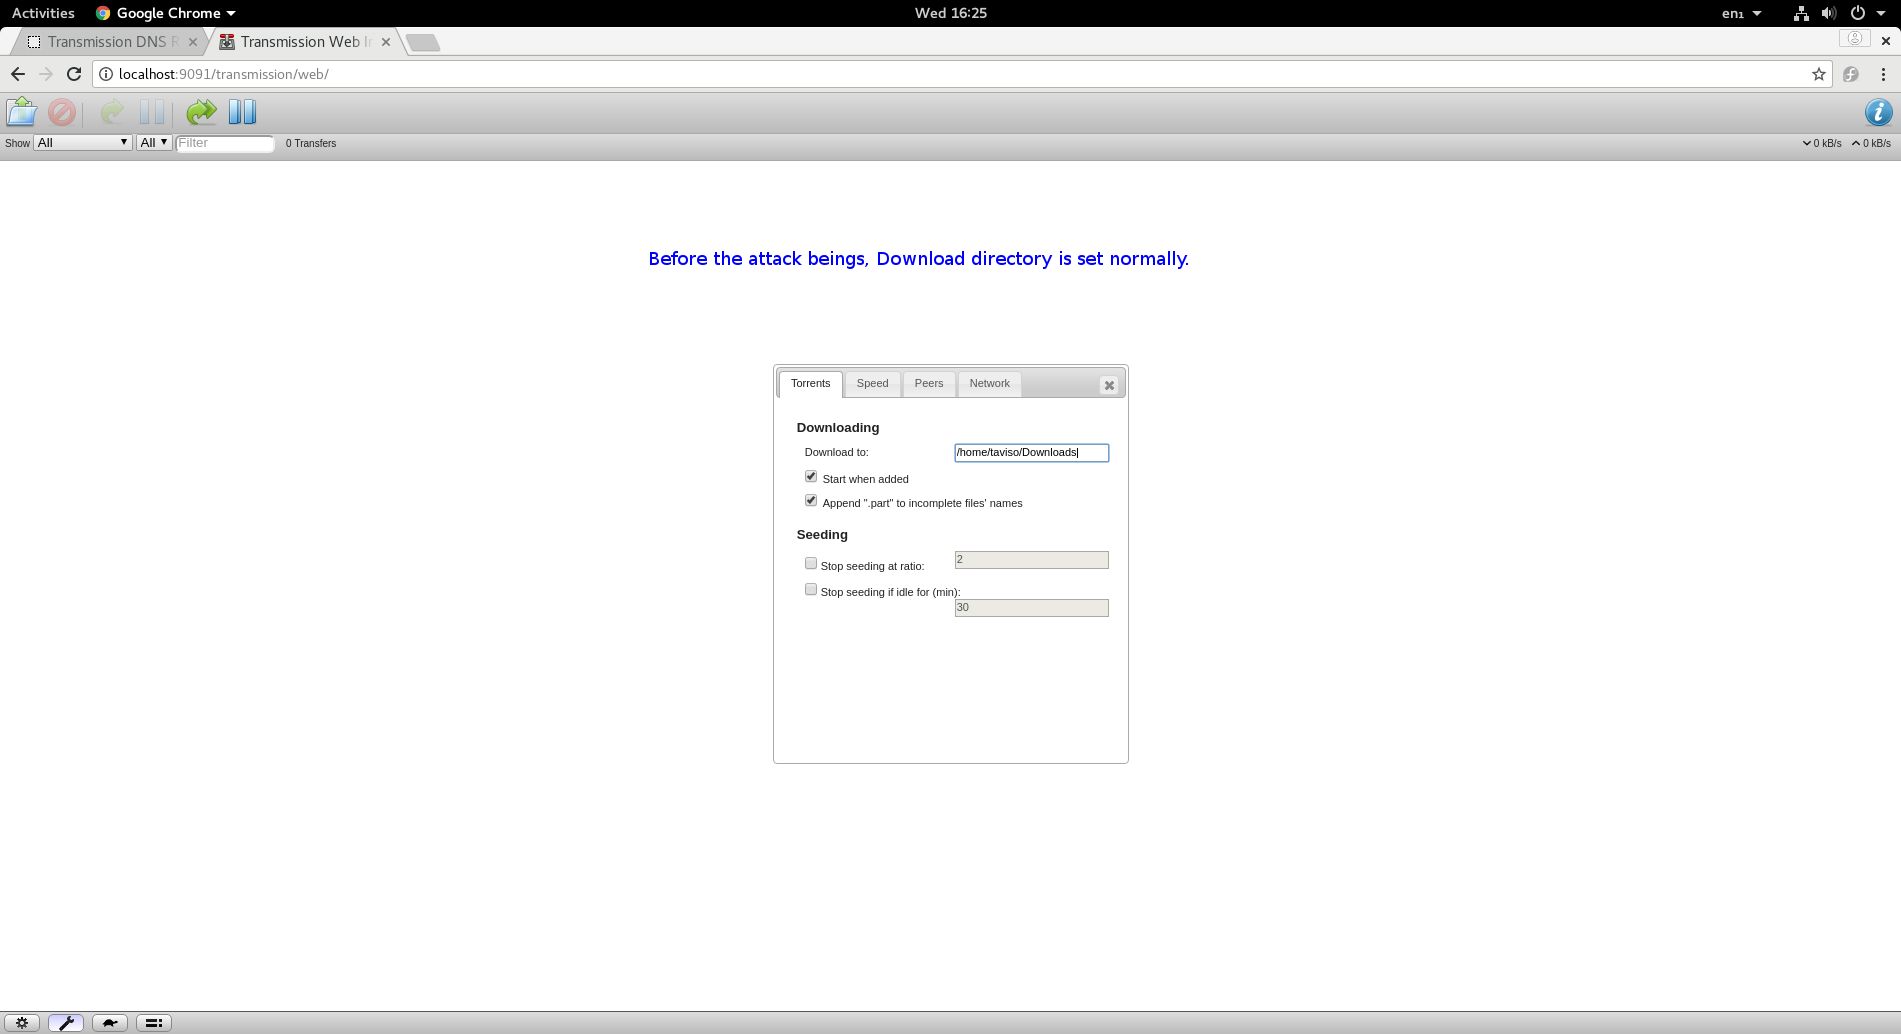 Activities Google Chrome Wed 16:25 en₁
Transmission DNS R Transmission Web In
localhost:9091/transmission/web/
Show All All Filter 0 Transfers 0 kB/s 0 kB/s
Before the attack beings, Download directory is set normally.
Torrents Speed Peers Network
Downloading
Download to: /home/taviso/Downloads
Start when added
Append ".part" to incomplete files' names
Seeding
Stop seeding at ratio: 2
Stop seeding if idle for (min):
30